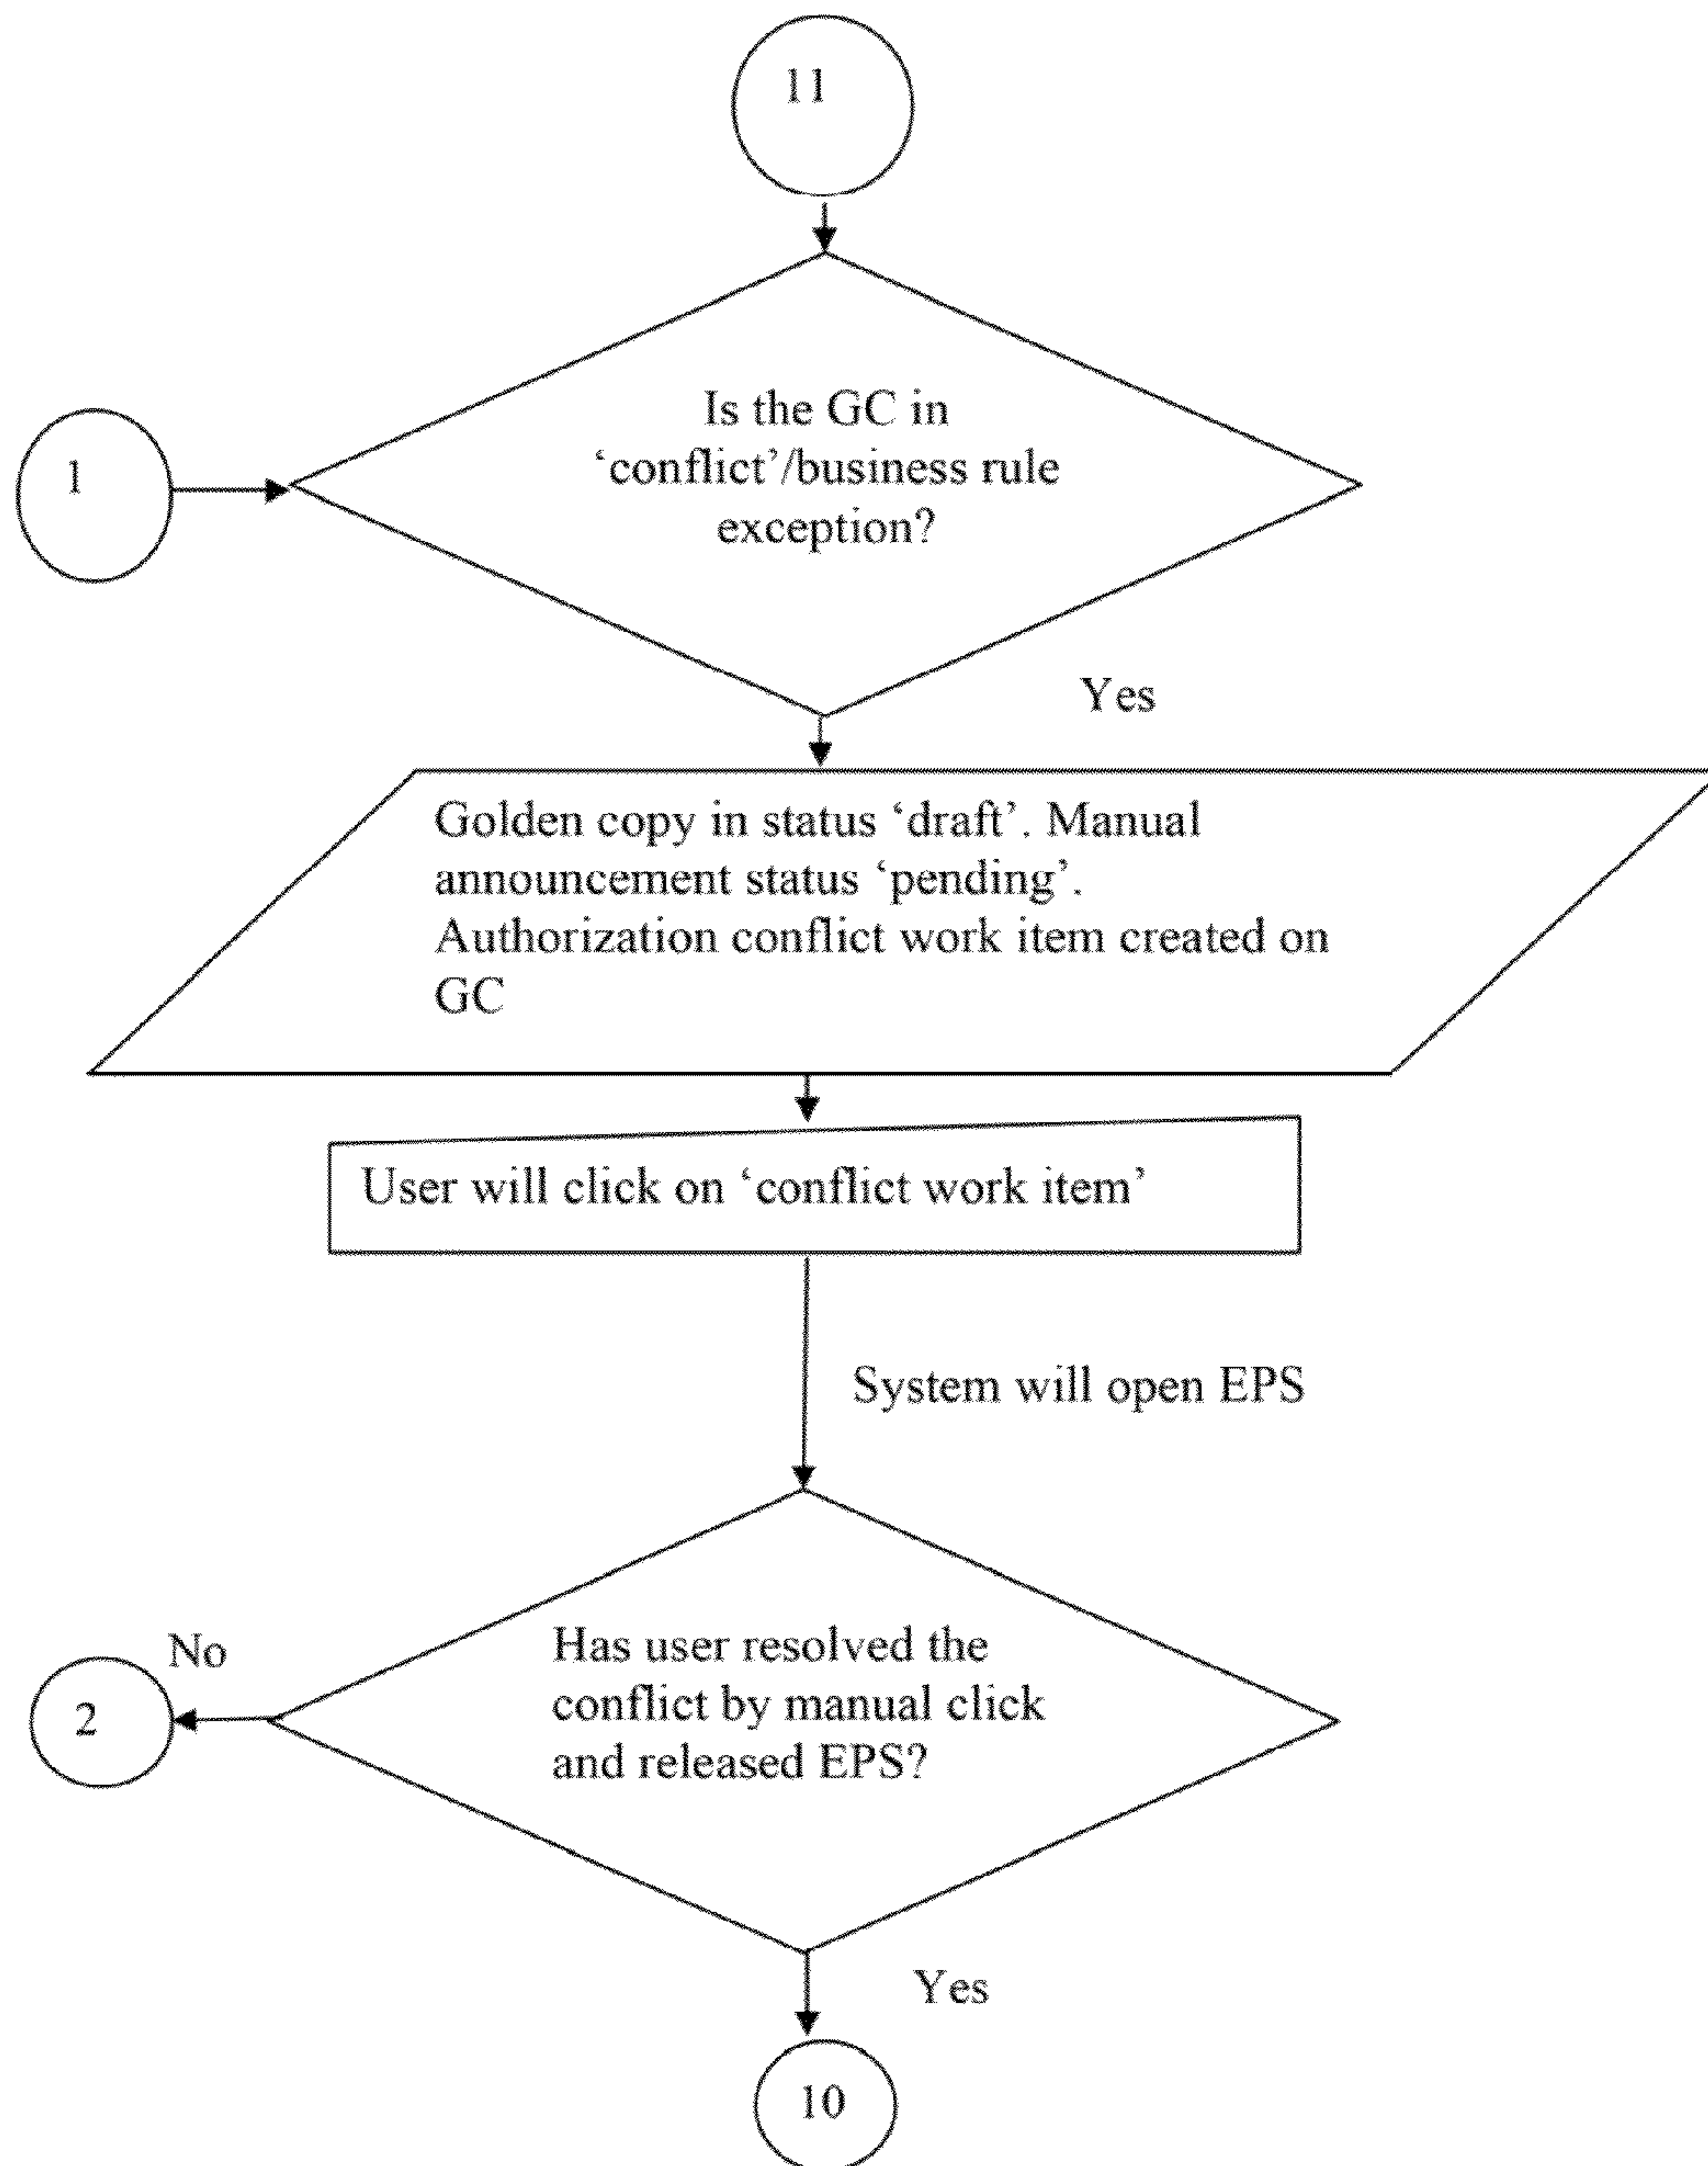 11
Is the GC in
‘conflict’/business rule
exception?
1
Yes
Golden copy in status ‘draft’. Manual
announcement status ‘pending’.
Authorization conflict work item created on
GC
User will click on ‘conflict work item’
System will open EPS
Has user resolved the
conflict by manual click
and released EPS?
No
2
Yes
10